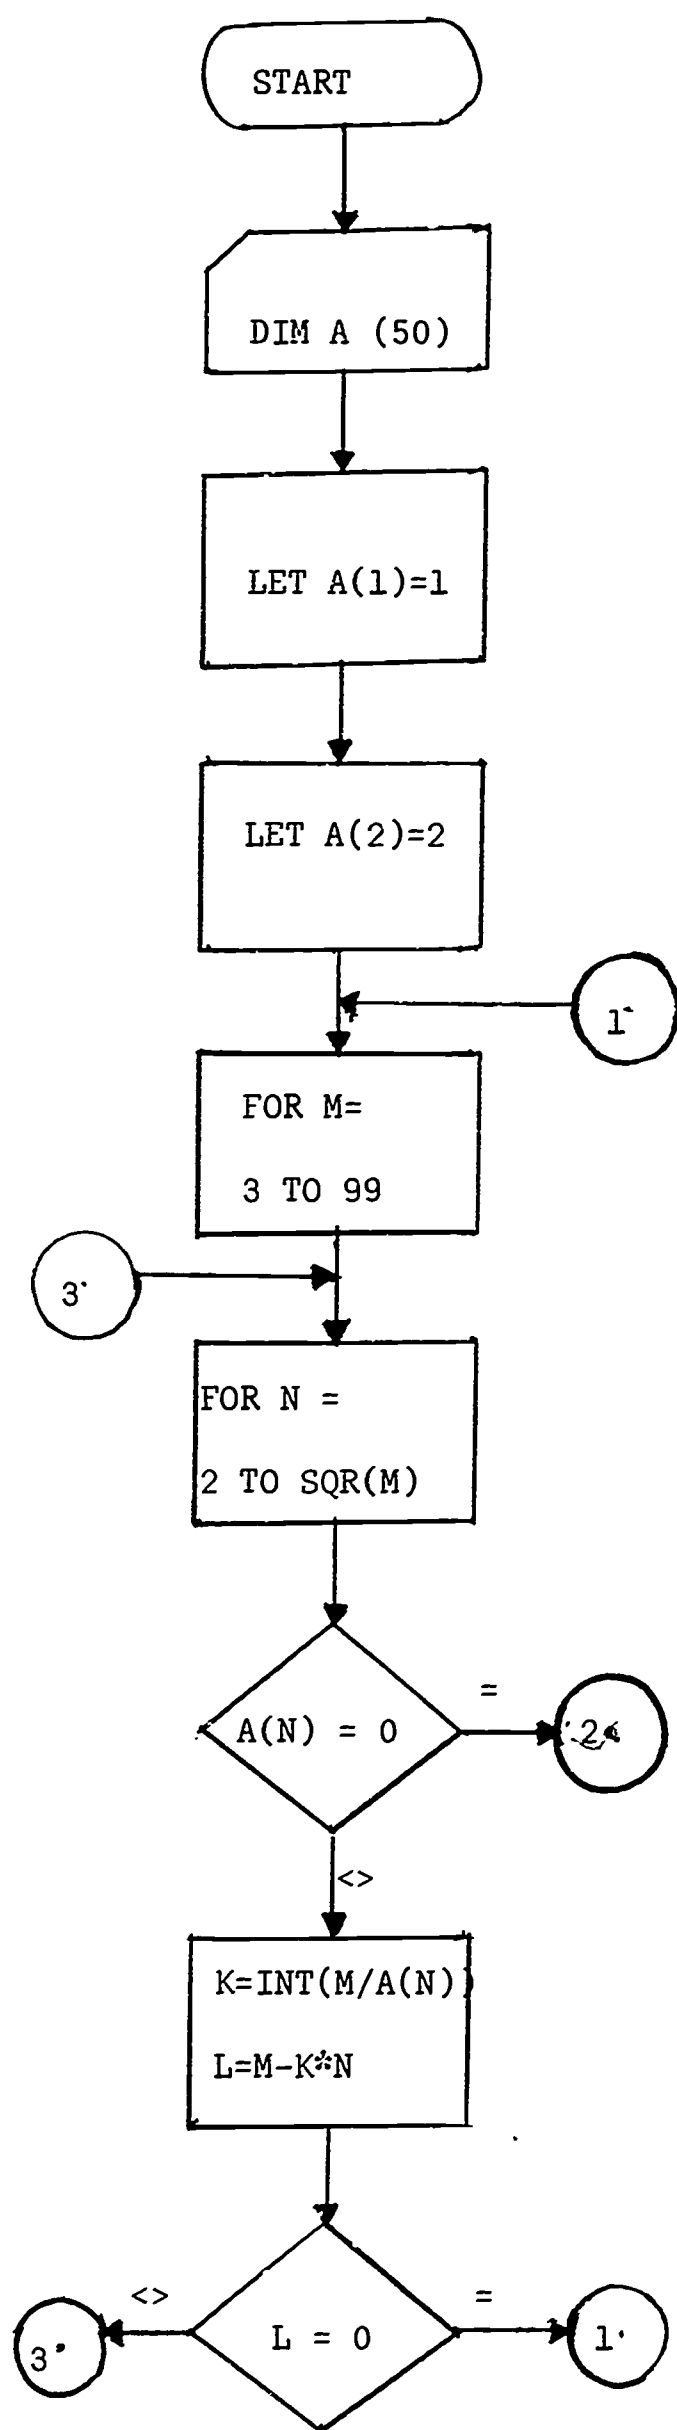 START
DIM A (50)
LET A(1)=1
LET A(2)=2
1
FOR M=
3 TO 99
3
FOR N =
2 TO SQR(M)
=
A(N) = 0
2
<>
K=INT(M/A(N))
L=M-K*N
<>
=
3
L = 0
1